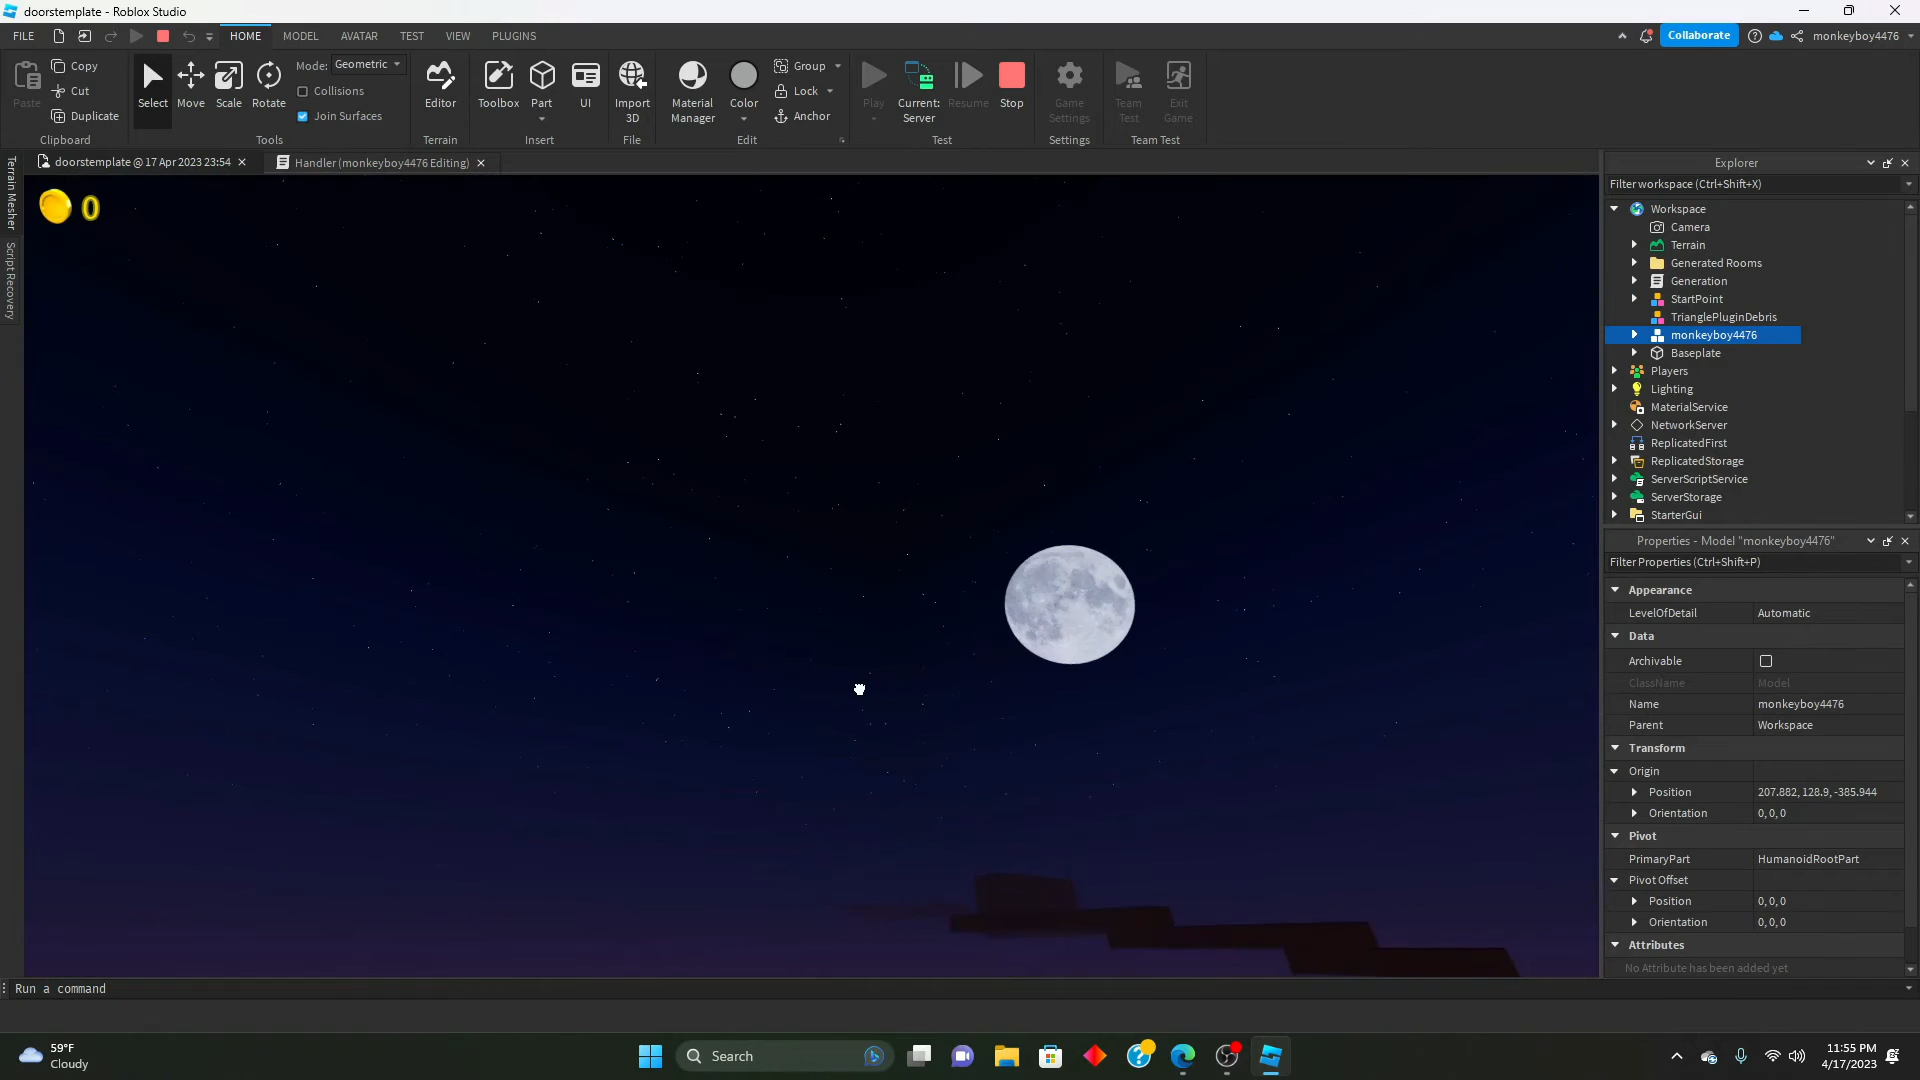 doorstemplate - Roblox Studio
FILE HOME MODEL AVATAR TEST VIEW PLUGINS Collaborate monkeyboy4476
Paste Copy Cut Duplicate Clipboard
Select Move Scale Rotate Mode: Geometric Collisions Join Surfaces Tools
Editor Terrain
Toolbox Part UI Insert
Import 3D File
Material Manager Color Group Lock Anchor Edit
Play Current: Server Resume Stop Test
Game Settings Settings
Team Test Exit Game Team Test
doorstemplate @ 17 Apr 2023 23:54 Handler (monkeyboy4476 Editing)
Terrain Mesher
Script Recovery
0
Explorer
Filter workspace (Ctrl+Shift+X)
Workspace
Camera
Terrain
Generated Rooms
Generation
StartPoint
TrianglePluginDebris
monkeyboy4476
Baseplate
Players
Lighting
MaterialService
NetworkServer
ReplicatedFirst
ReplicatedStorage
ServerScriptService
ServerStorage
StarterGui
Properties - Model "monkeyboy4476"
Filter Properties (Ctrl+Shift+P)
Appearance
LevelOfDetail Automatic
Data
Archivable
ClassName Model
Name monkeyboy4476
Parent Workspace
Transform
Origin
Position 207.882, 128.9, -385.944
Orientation 0, 0, 0
Pivot
PrimaryPart HumanoidRootPart
Pivot Offset
Position 0, 0, 0
Orientation 0, 0, 0
Attributes
No Attribute has been added yet
Run a command
59°F
Cloudy
Search
11:55 PM
4/17/2023